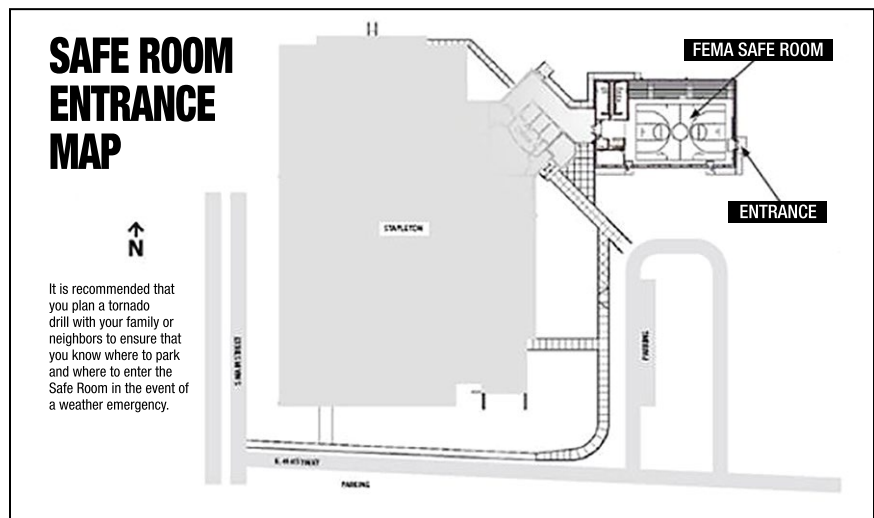 SAFE ROOM
ENTRANCE
MAP
FEMA SAFE ROOM
ENTRANCE
STAPLETON
N
It is recommended that
you plan a tornado
drill with your family or
neighbors to ensure that
you know where to park
and where to enter the
Safe Room in the event of
a weather emergency.
STREET
PARKING
STREET
PARKING